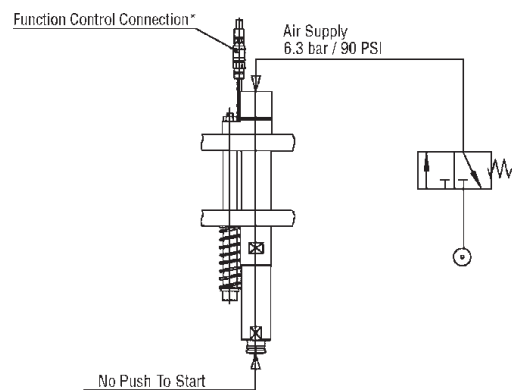 Function Control Connection*
Air Supply
6.3 bar / 90 PSI
No Push To Start